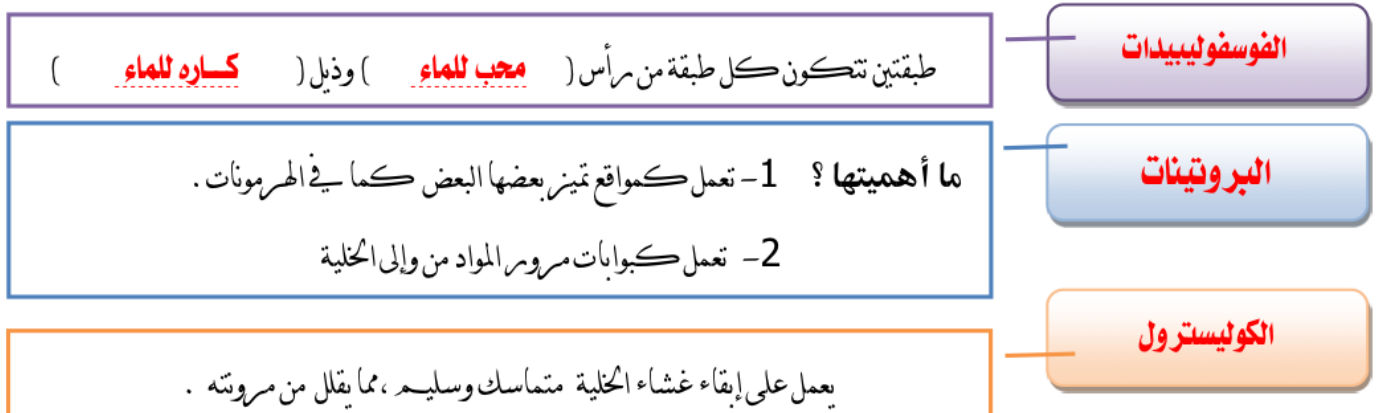 الفوسفوليبيدات
طبقتين تتكون كل طبقة من رأس ( محب للماء ) وذيل ( كاره للماء )
البروتينات
ما أهميتها ؟ 1- تعمل كمواقع تميز بعضها البعض كما في الهرمونات .
2- تعمل كبوابات مرور المواد من وإلى الخلية
الكوليسترول
يعمل على إبقاء غشاء الخلية متماسك وسليم ،مما يقلل من مرونته .